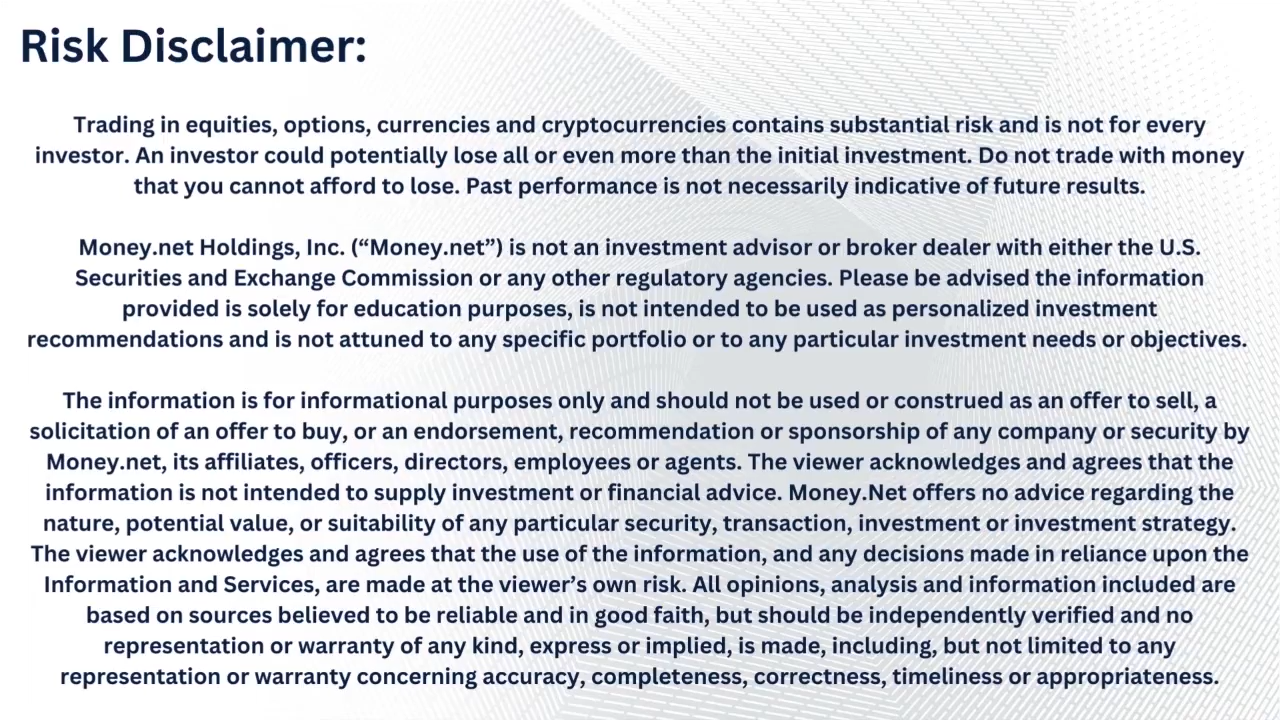 Risk Disclaimer:
Trading in equities, options, currencies and cryptocurrencies contains substantial risk and is not for every
investor. An investor could potentially lose all or even more than the initial investment. Do not trade with money
that you cannot afford to lose. Past performance is not necessarily indicative of future results.
Money.net Holdings, Inc. (“Money.net”) is not an investment advisor or broker dealer with either the U.S.
Securities and Exchange Commission or any other regulatory agencies. Please be advised the information
provided is solely for education purposes, is not intended to be used as personalized investment
recommendations and is not attuned to any specific portfolio or to any particular investment needs or objectives.
The information is for informational purposes only and should not be used or construed as an offer to sell, a
solicitation of an offer to buy, or an endorsement, recommendation or sponsorship of any company or security by
Money.net, its affiliates, officers, directors, employees or agents. The viewer acknowledges and agrees that the
information is not intended to supply investment or financial advice. Money.Net offers no advice regarding the
nature, potential value, or suitability of any particular security, transaction, investment or investment strategy.
The viewer acknowledges and agrees that the use of the information, and any decisions made in reliance upon the
Information and Services, are made at the viewer’s own risk. All opinions, analysis and information included are
based on sources believed to be reliable and in good faith, but should be independently verified and no
representation or warranty of any kind, express or implied, is made, including, but not limited to any
representation or warranty concerning accuracy, completeness, correctness, timeliness or appropriateness.